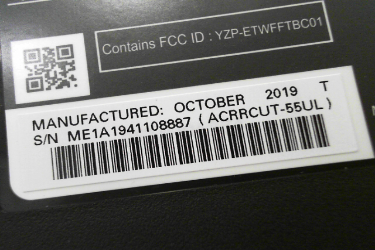 Contains FCC ID : YZP-ETWFFTBC01
MANUFACTURED: OCTOBER 2019 T
S/N ME1A1941108887 ( ACRRCUT-55UL )